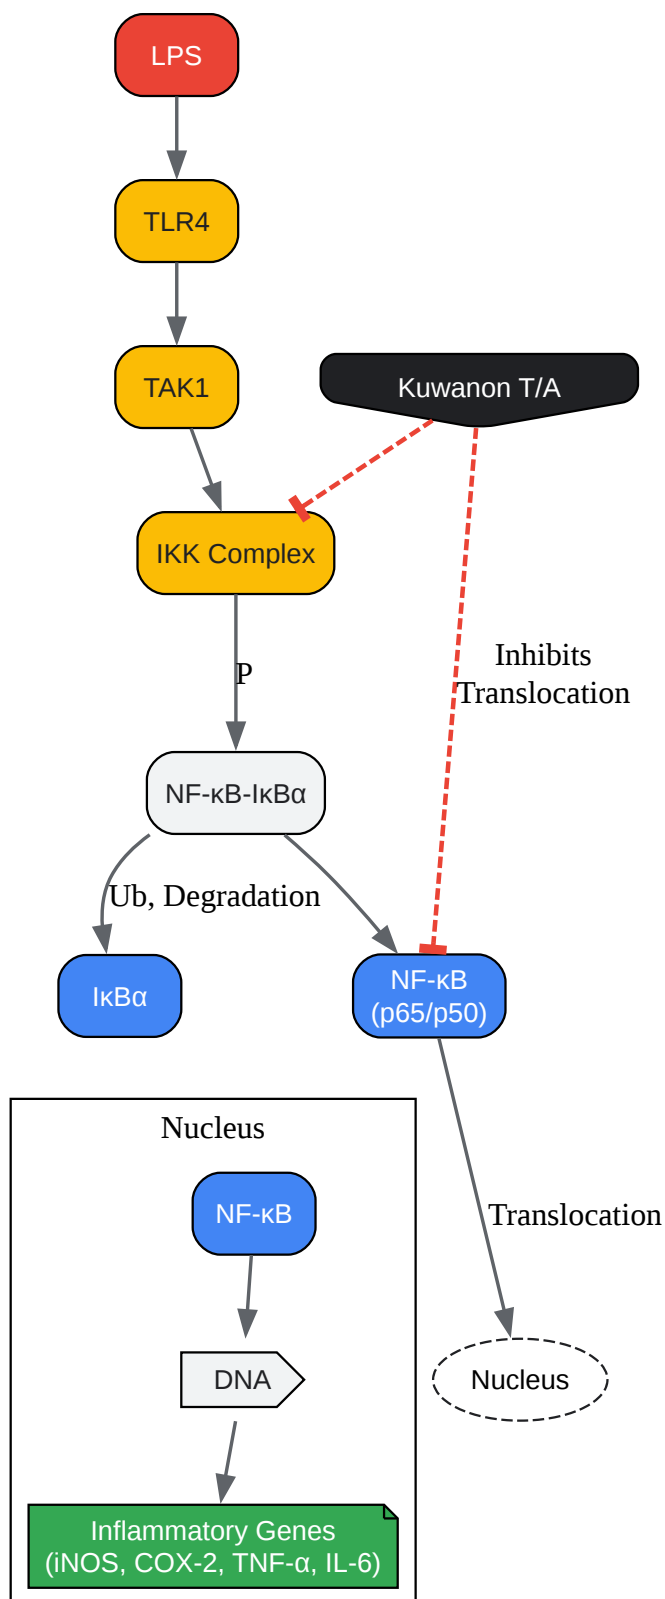 LPS
TLR4
TAK1
Kuwanon T/A
IKK Complex
Inhibits
Translocation
P
NF-κB-IκBα
Ub, Degradation
IκBα
NF-κB
(p65/p50)
Nucleus
NF-κB
Translocation
DNA
Nucleus
Inflammatory Genes
(iNOS, COX-2, TNF-α, IL-6)